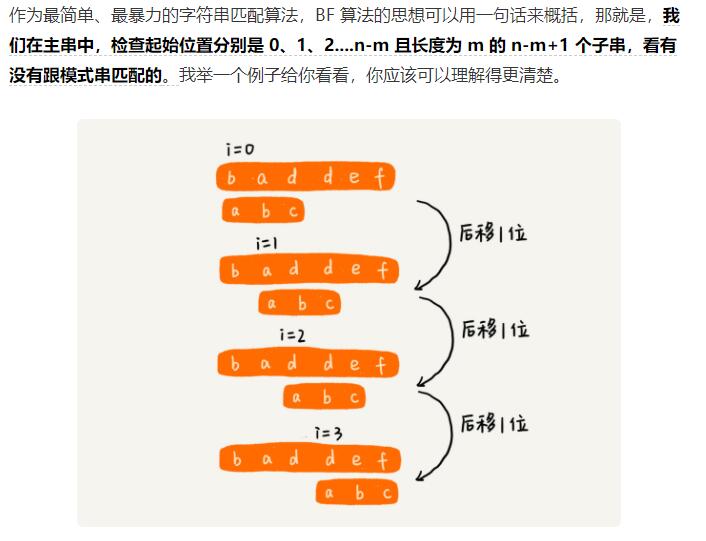 作为最简单、最暴力的字符串匹配算法，BF 算法的思想可以用一句话来概括，那就是，我
们在主串中，检查起始位置分别是 0、1、2....n-m 且长度为 m 的 n-m+1 个子串，看有
没有跟模式串匹配的。我举一个例子给你看看，你应该可以理解得更清楚。
i=0
b a d d e f
a b c
后移1位
i=1
b a d d e f
a b c
后移1位
i=2
b a d d e f
a b c
后移1位
i=3
b a d d e f
a b c